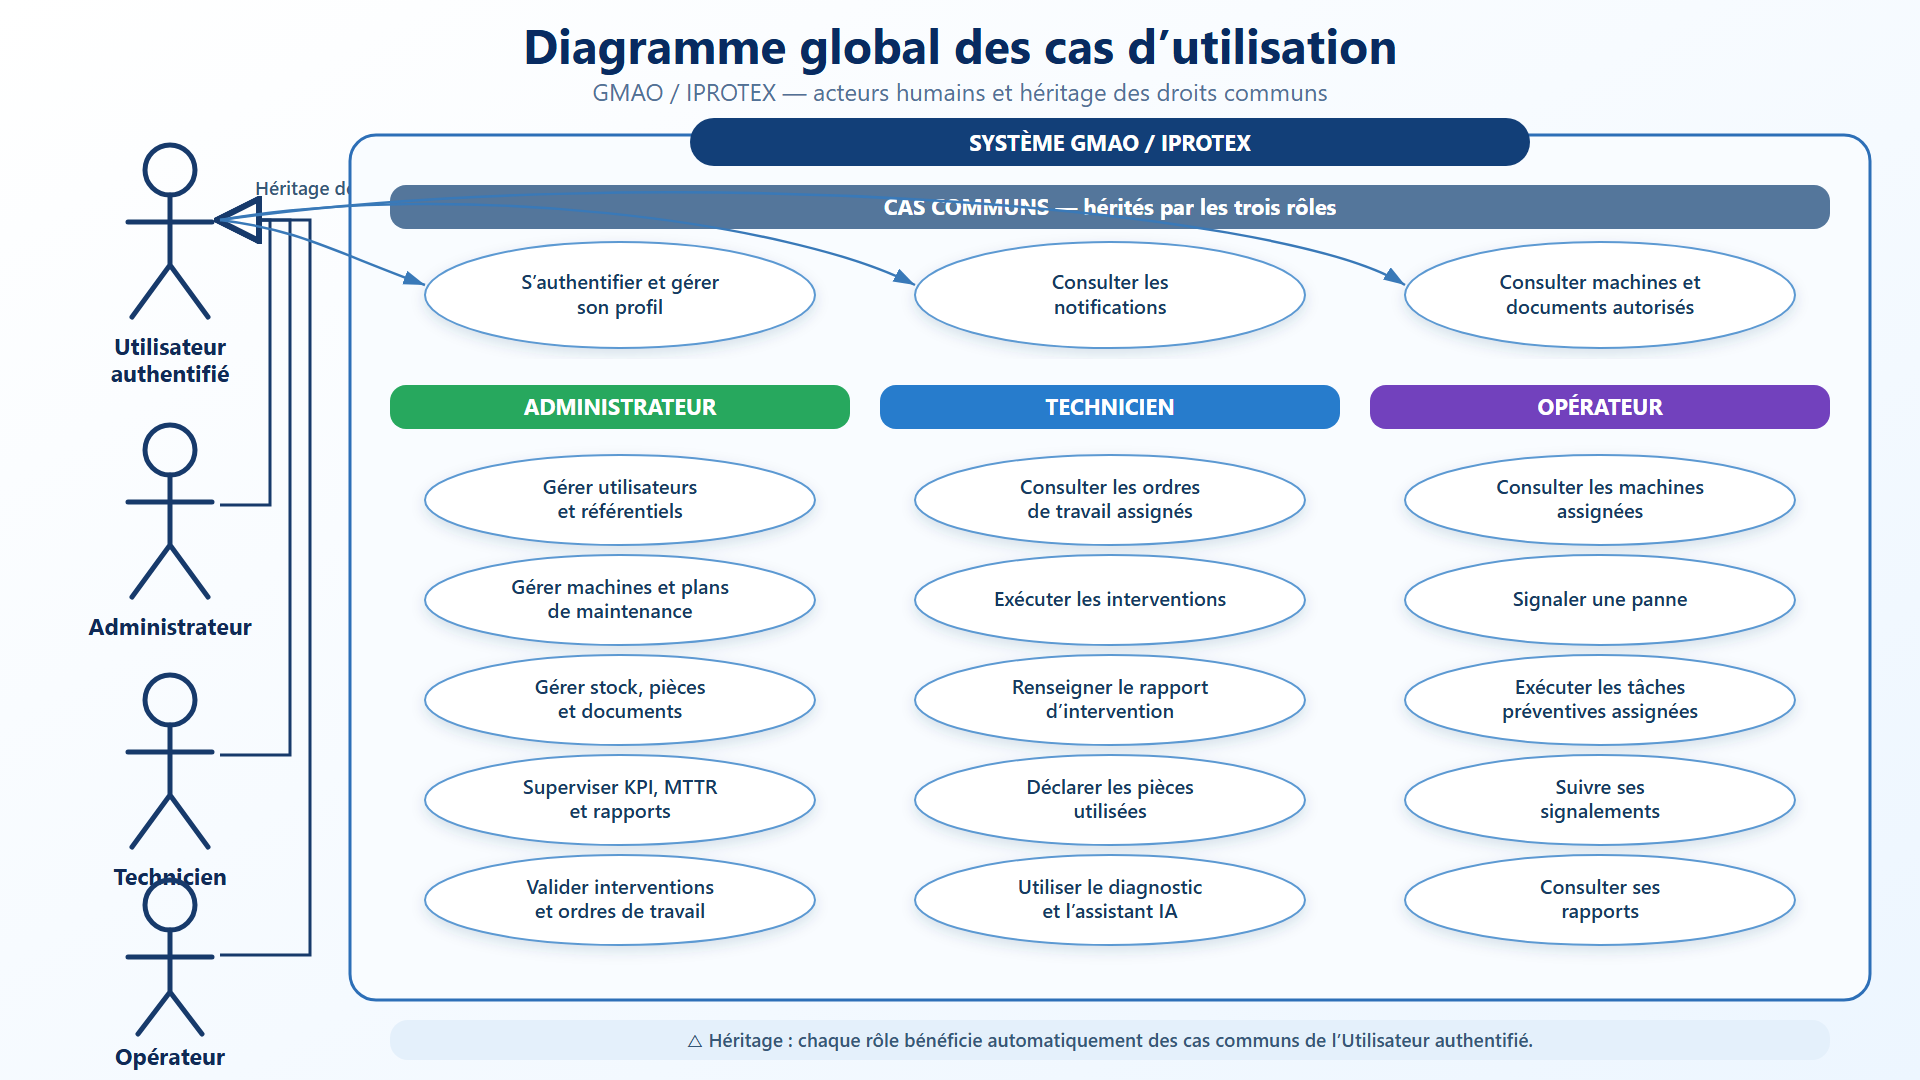 Diagramme global des cas d’utilisation
GMAO / IPROTEX — acteurs humains et héritage des droits communs
SYSTÈME GMAO / IPROTEX
Héritage de
CAS COMMUNS — hérités par les trois rôles
S’authentifier et gérer
son profil
Consulter les
notifications
Consulter machines et
documents autorisés
Utilisateur
authentifié
ADMINISTRATEUR
TECHNICIEN
OPÉRATEUR
Gérer utilisateurs
et référentiels
Consulter les ordres
de travail assignés
Consulter les machines
assignées
Gérer machines et plans
de maintenance
Exécuter les interventions
Signaler une panne
Administrateur
Gérer stock, pièces
et documents
Renseigner le rapport
d’intervention
Exécuter les tâches
préventives assignées
Superviser KPI, MTTR
et rapports
Déclarer les pièces
utilisées
Suivre ses
signalements
Technicien
Valider interventions
et ordres de travail
Utiliser le diagnostic
et l’assistant IA
Consulter ses
rapports
Opérateur
△ Héritage : chaque rôle bénéficie automatiquement des cas communs de l’Utilisateur authentifié.